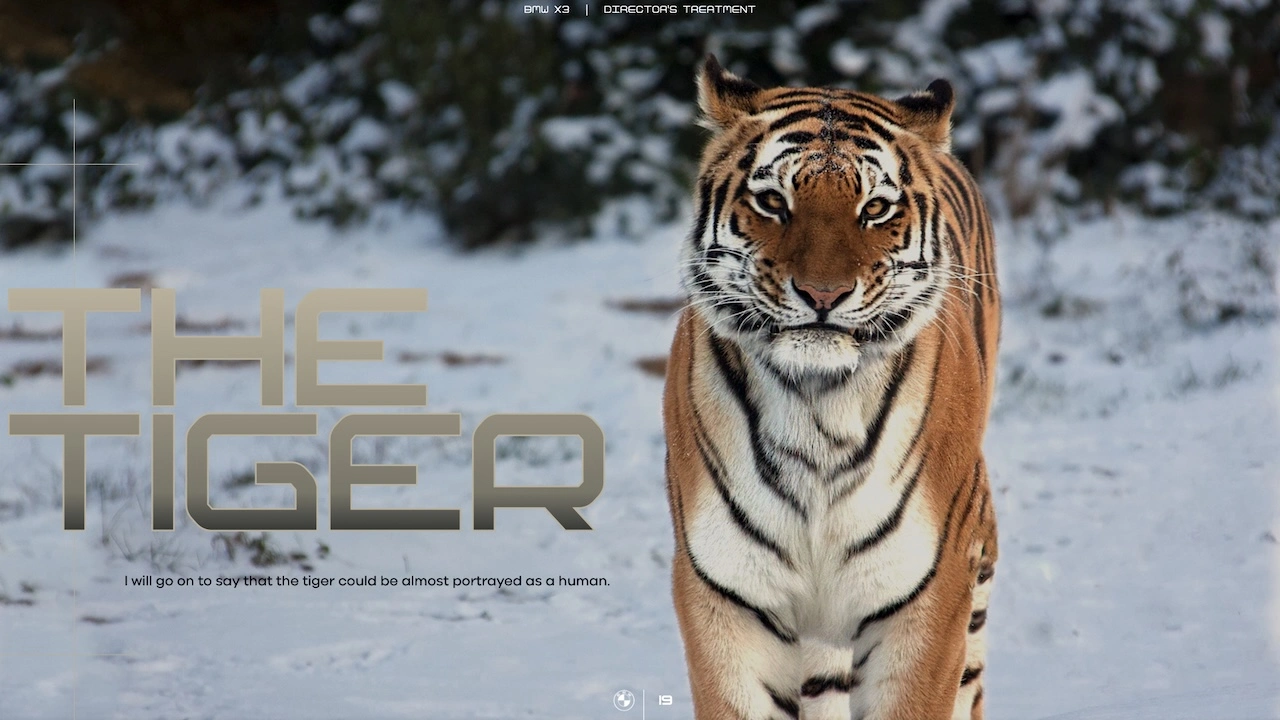 BMW X3 | DIRECTOR'S TREATMENT
THE
TIGER
I will go on to say that the tiger could be almost portrayed as a human.
19